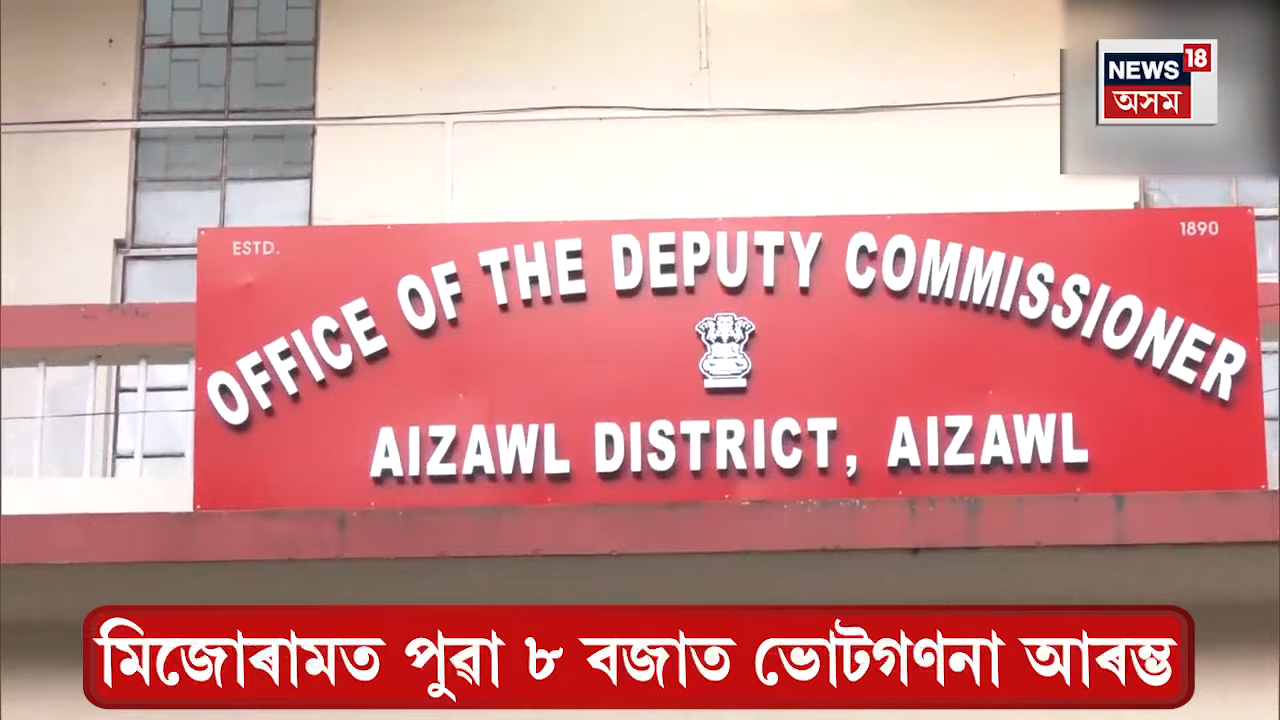 NEWS 18
অসম
ESTD. 1890
OFFICE OF THE DEPUTY COMMISSIONER
AIZAWL DISTRICT, AIZAWL
মিজোৰামত পুৱা ৮ বজাত ভোটগণনা আৰম্ভ